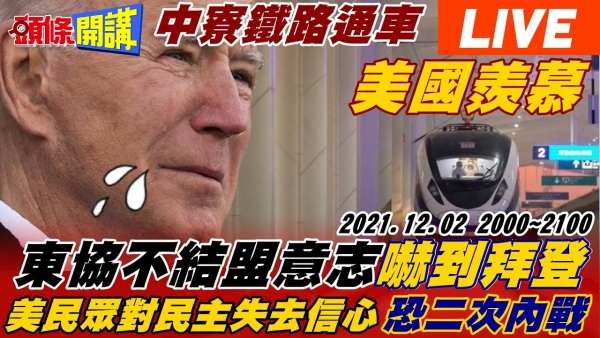 頭條開講 中寮鐵路通車 LIVE
美國羨慕
2
2021.12.02 2000~2100
東協不結盟意志嚇到拜登
美民眾對民主失去信心 恐二次內戰